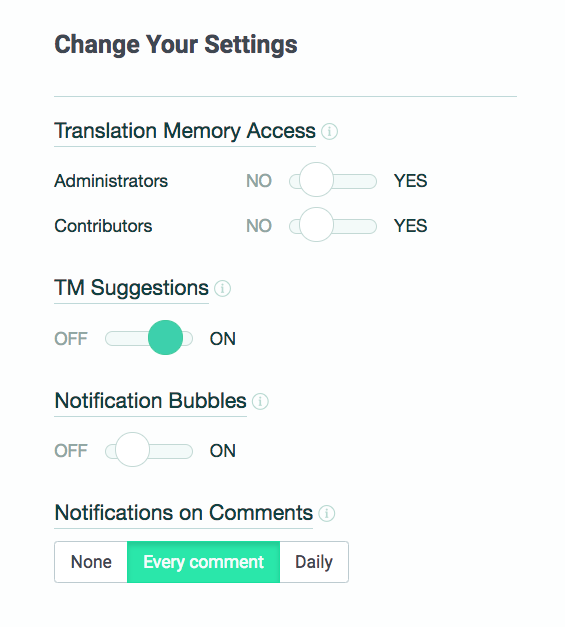 Change Your Settings
Translation Memory Access
Administrators NO YES
Contributors NO YES
TM Suggestions
OFF ON
Notification Bubbles
OFF ON
Notifications on Comments
None Every comment Daily